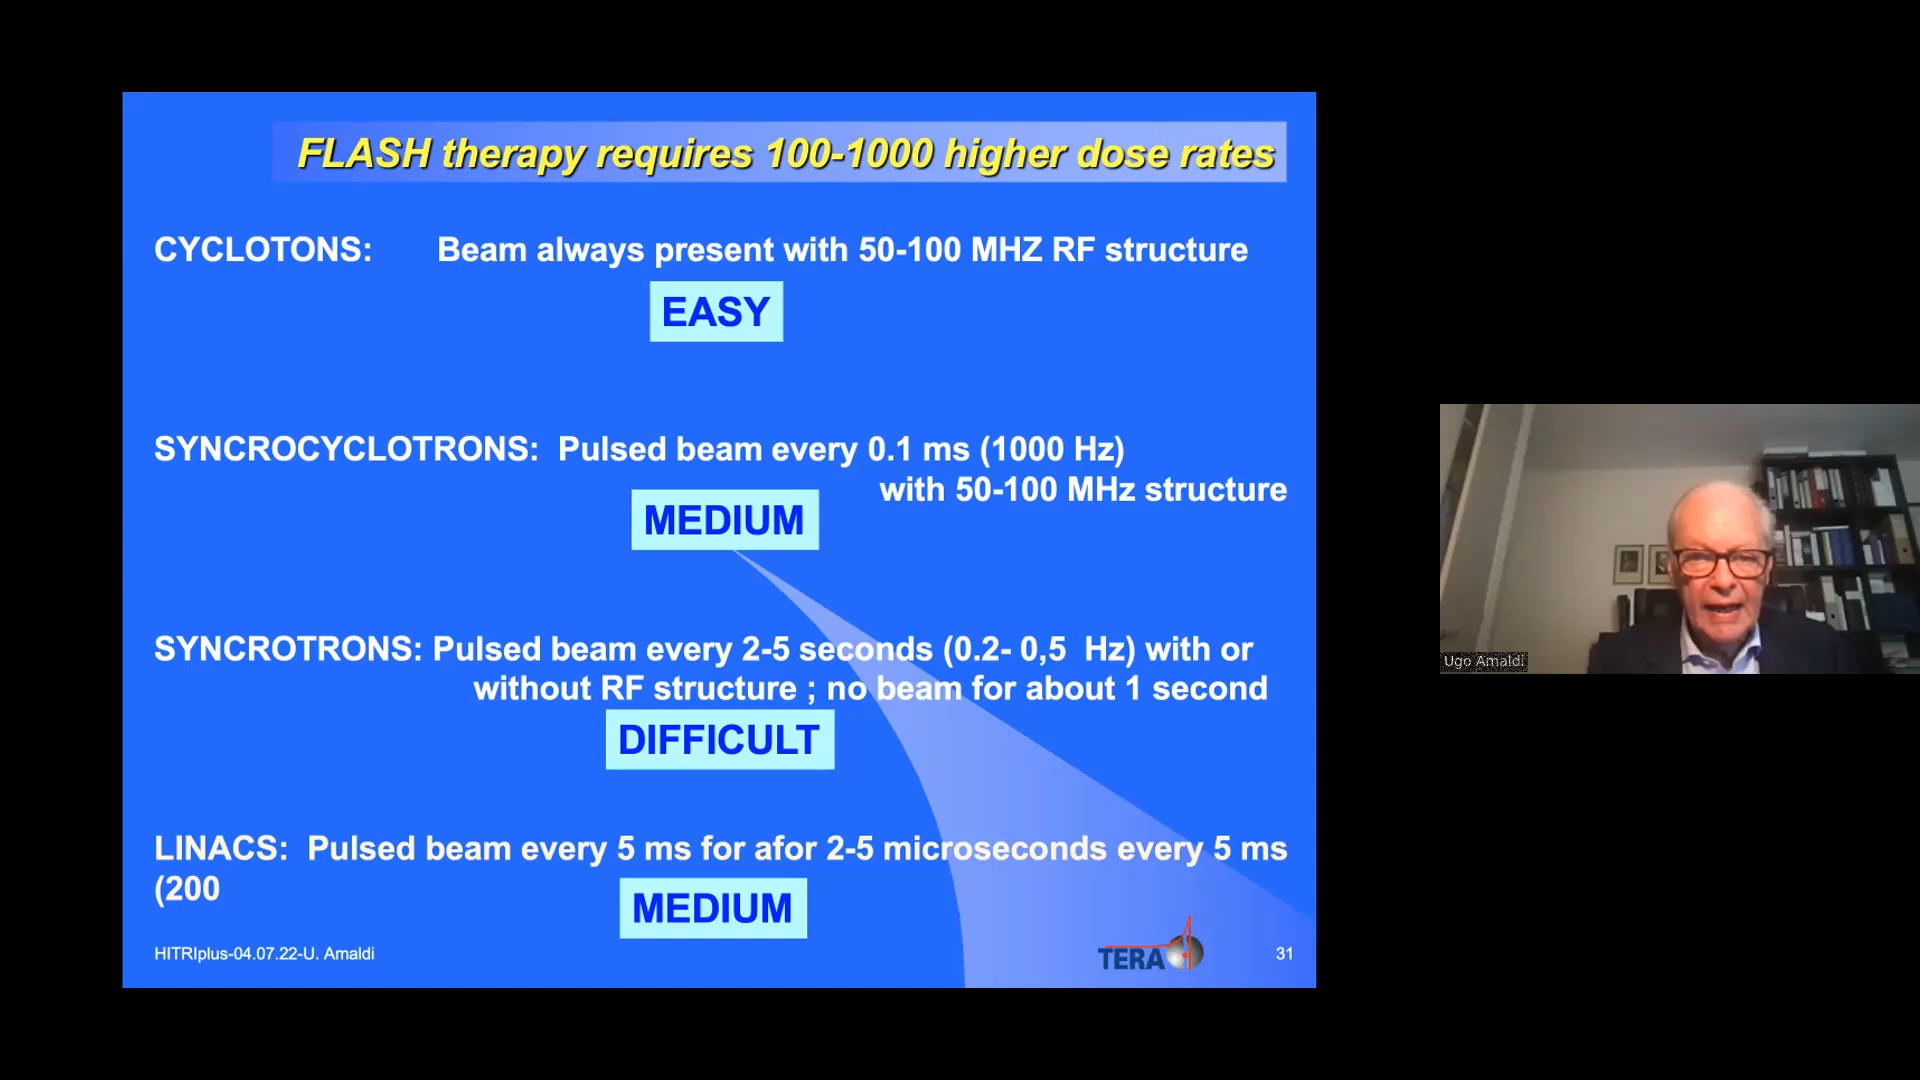 FLASH therapy requires 100-1000 higher dose rates
CYCLOTONS: Beam always present with 50-100 MHZ RF structure
EASY
SYNCROCYCLOTRONS: Pulsed beam every 0.1 ms (1000 Hz)
with 50-100 MHz structure
MEDIUM
SYNCROTRONS: Pulsed beam every 2-5 seconds (0.2- 0,5 Hz) with or
without RF structure ; no beam for about 1 second
DIFFICULT
LINACS: Pulsed beam every 5 ms for afor 2-5 microseconds every 5 ms
(200
MEDIUM
HITRIplus-04.07.22-U. Amaldi
TERA
31
Ugo Amaldi